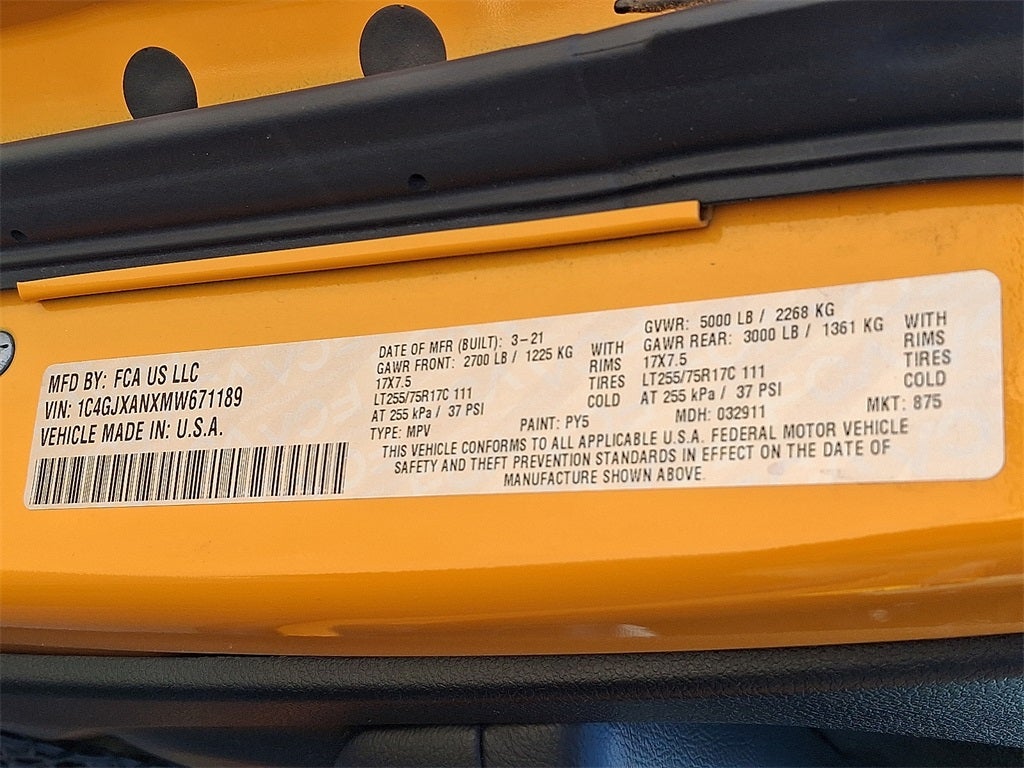 MFD BY: FCA US LLC
VIN: 1C4GJXANXMW671189
VEHICLE MADE IN: U.S.A.
DATE OF MFR (BUILT): 3-21
GAWR FRONT: 2700 LB / 1225 KG WITH
17X7.5 RIMS
LT255/75R17C 111 TIRES
AT 255 kPa / 37 PSI COLD
GVWR: 5000 LB / 2268 KG
GAWR REAR: 3000 LB / 1361 KG WITH
17X7.5 RIMS
LT255/75R17C 111 TIRES
AT 255 kPa / 37 PSI COLD
TYPE: MPV PAINT: PY5 MDH: 032911 MKT: 875
THIS VEHICLE CONFORMS TO ALL APPLICABLE U.S.A. FEDERAL MOTOR VEHICLE
SAFETY AND THEFT PREVENTION STANDARDS IN EFFECT ON THE DATE OF
MANUFACTURE SHOWN ABOVE.